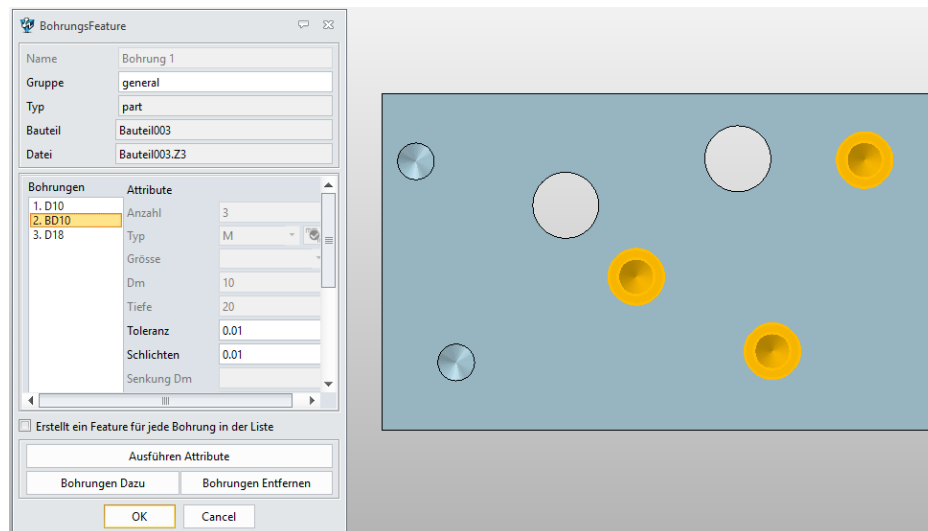 BohrungsFeature
Name Bohrung 1
Gruppe general
Typ part
Bauteil Bauteil003
Datei Bauteil003.Z3
Bohrungen
1. D10
2. BD10
3. D18
Attribute
Anzahl 3
Typ M
Grösse
Dm 10
Tiefe 20
Toleranz 0.01
Schlichten 0.01
Senkung Dm
Erstellt ein Feature für jede Bohrung in der Liste
Ausführen Attribute
Bohrungen Dazu Bohrungen Entfernen
OK Cancel